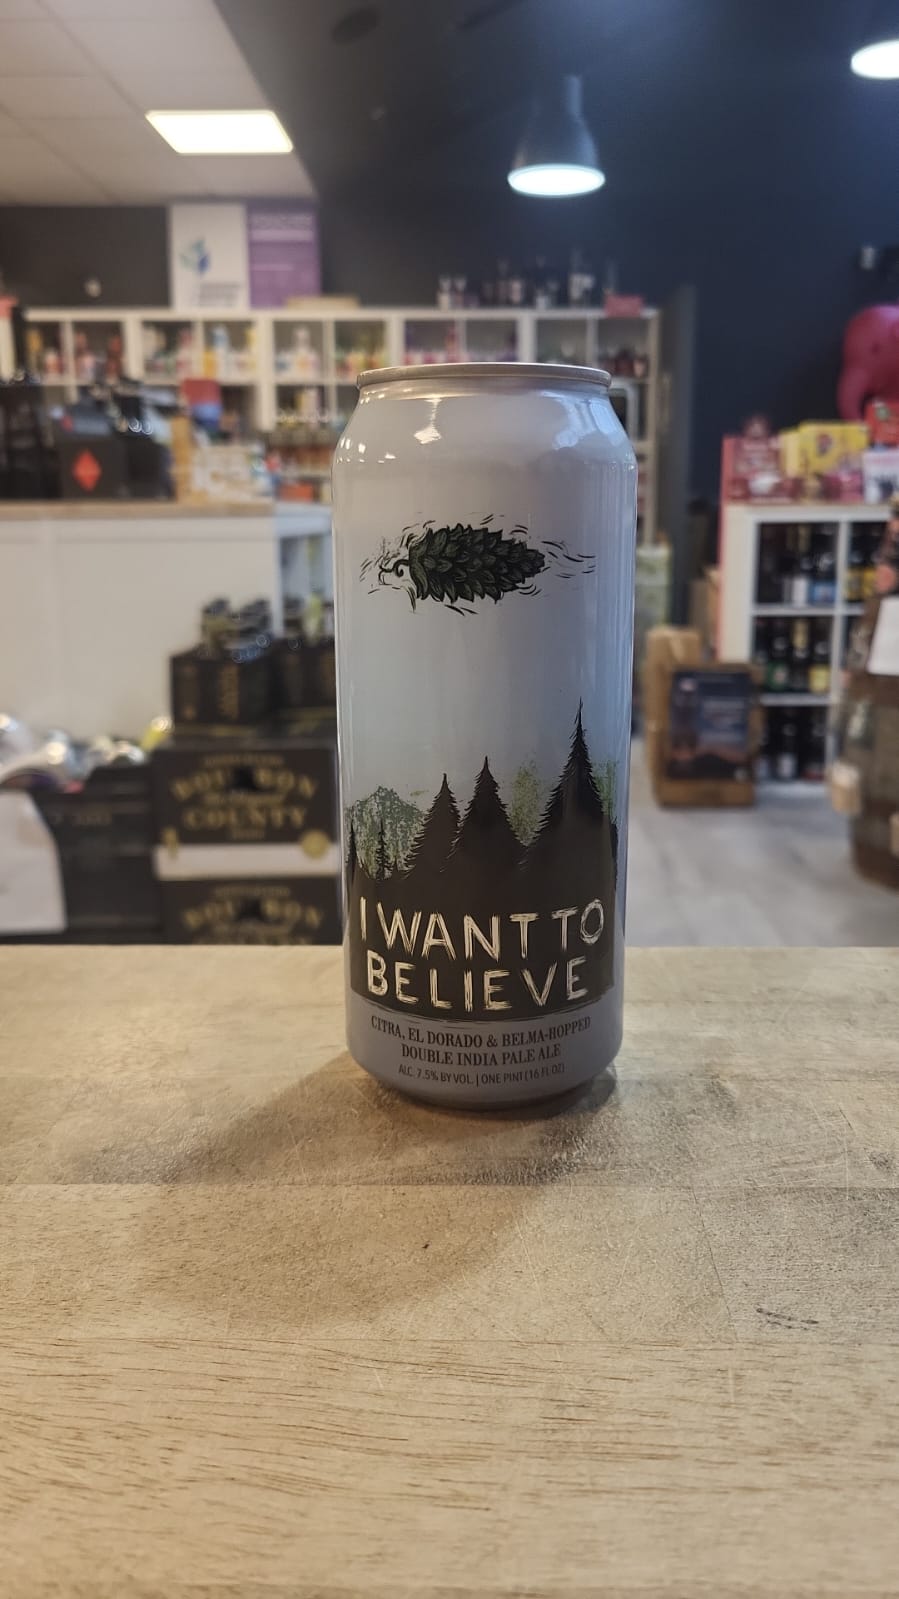 I WANT TO
BELIEVE
CITRA, EL DORADO & BELMA-HOPPED
DOUBLE INDIA PALE ALE
ALC. 7.5% BY VOL. | ONE PINT (16 FL OZ)
BOURBON
COUNTY
BOURBON